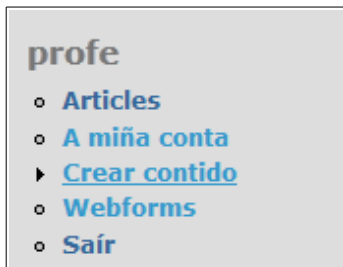 profe
Articles
A miña conta
Crear contido
Webforms
Saír